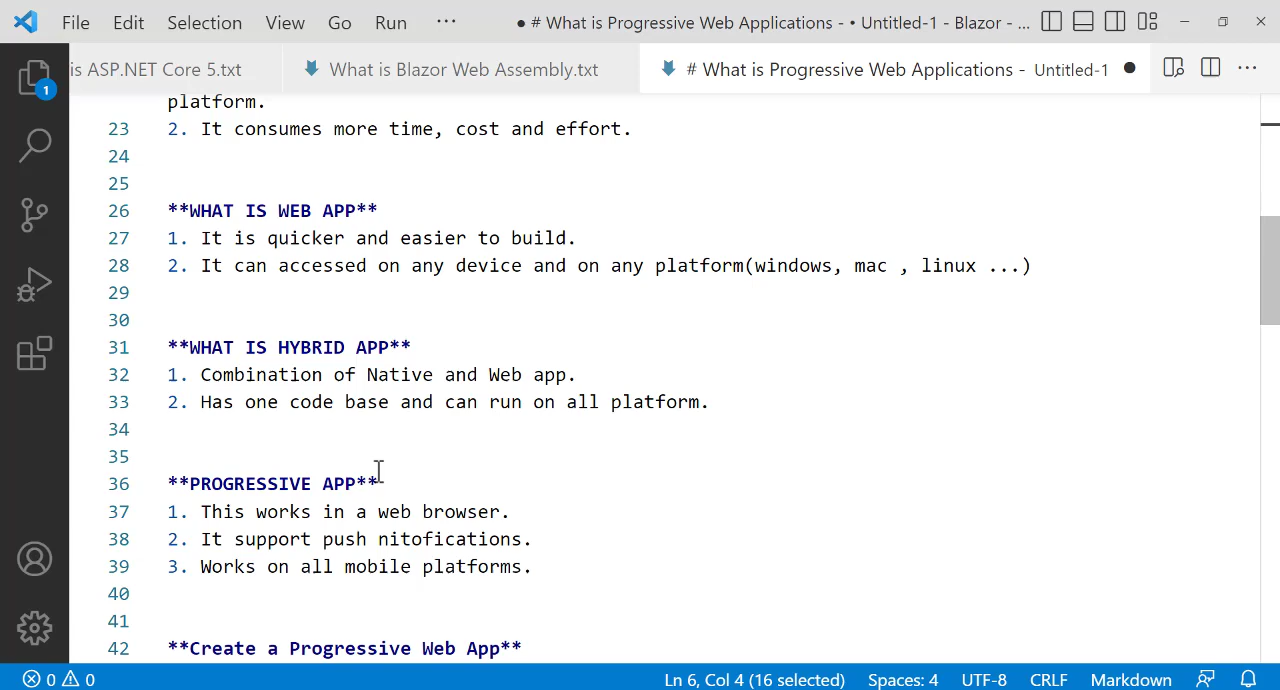 File Edit Selection View Go Run ··· ● # What is Progressive Web Applications - • Untitled-1 - Blazor - ...
is ASP.NET Core 5.txt What is Blazor Web Assembly.txt # What is Progressive Web Applications - Untitled-1 ●
1
platform.
23 2. It consumes more time, cost and effort.
24
25
26 **WHAT IS WEB APP**
27 1. It is quicker and easier to build.
28 2. It can accessed on any device and on any platform(windows, mac , linux ...)
29
30
31 **WHAT IS HYBRID APP**
32 1. Combination of Native and Web app.
33 2. Has one code base and can run on all platform.
34
35
36 **PROGRESSIVE APP**
37 1. This works in a web browser.
38 2. It support push nitofications.
39 3. Works on all mobile platforms.
40
41
42 **Create a Progressive Web App**
0 0 Ln 6, Col 4 (16 selected) Spaces: 4 UTF-8 CRLF Markdown